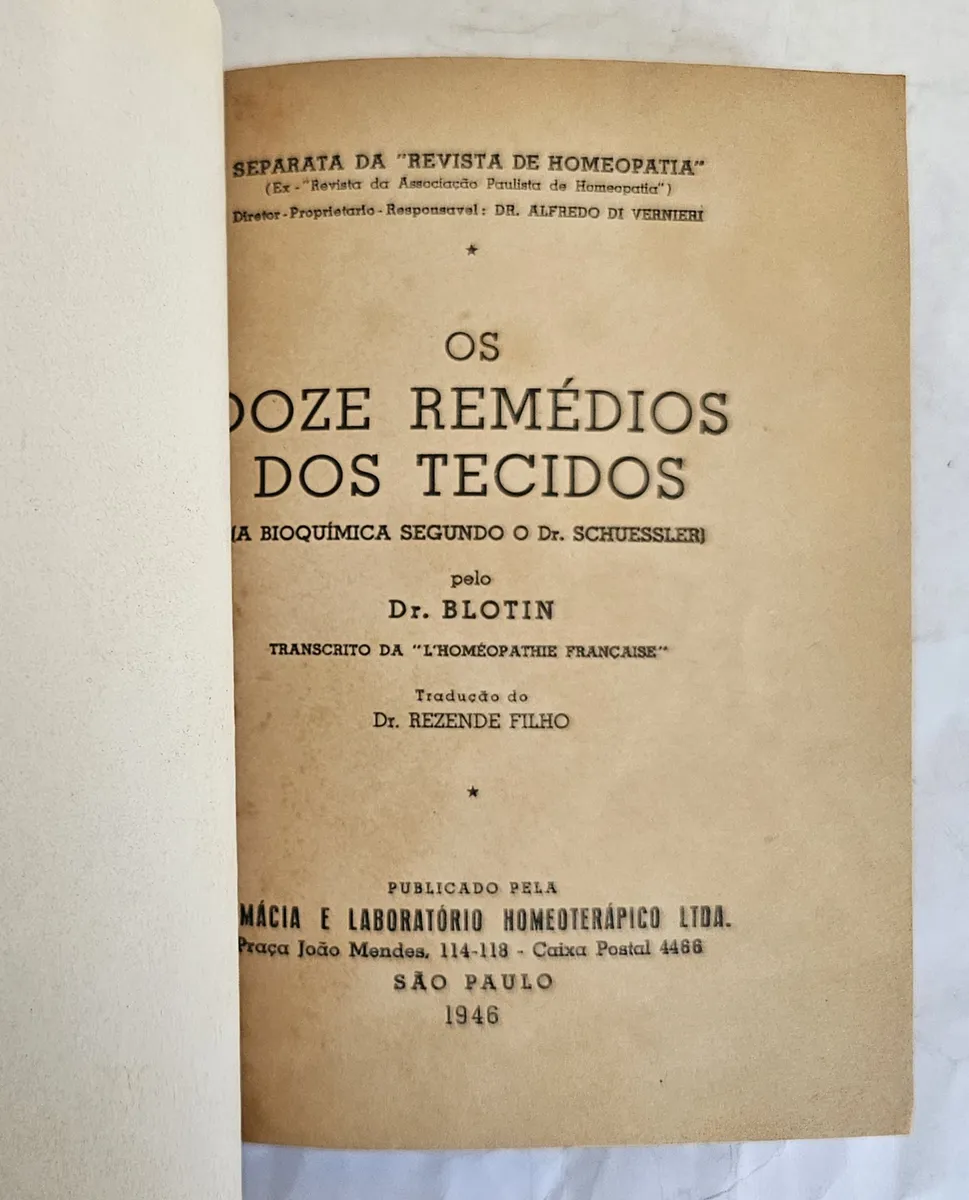 SEPARATA DA "REVISTA DE HOMEOPATIA"
(Ex-"Revista da Associação Paulista de Homeopatia")
Diretor-Proprietario-Responsavel: DR. ALFREDO DI VERNIERI
★
OS
DOZE REMÉDIOS
DOS TECIDOS
(A BIOQUÍMICA SEGUNDO O Dr. SCHUESSLER)
pelo
Dr. BLOTIN
TRANSCRITO DA "L'HOMÉOPATHIE FRANCAISE"
Tradução do
Dr. REZENDE FILHO
★
PUBLICADO PELA
MÁCIA E LABORATÓRIO HOMEOTERÁPICO LTDA.
Praça João Mendes, 114-118 - Caixa Postal 4466
SÃO PAULO
1946